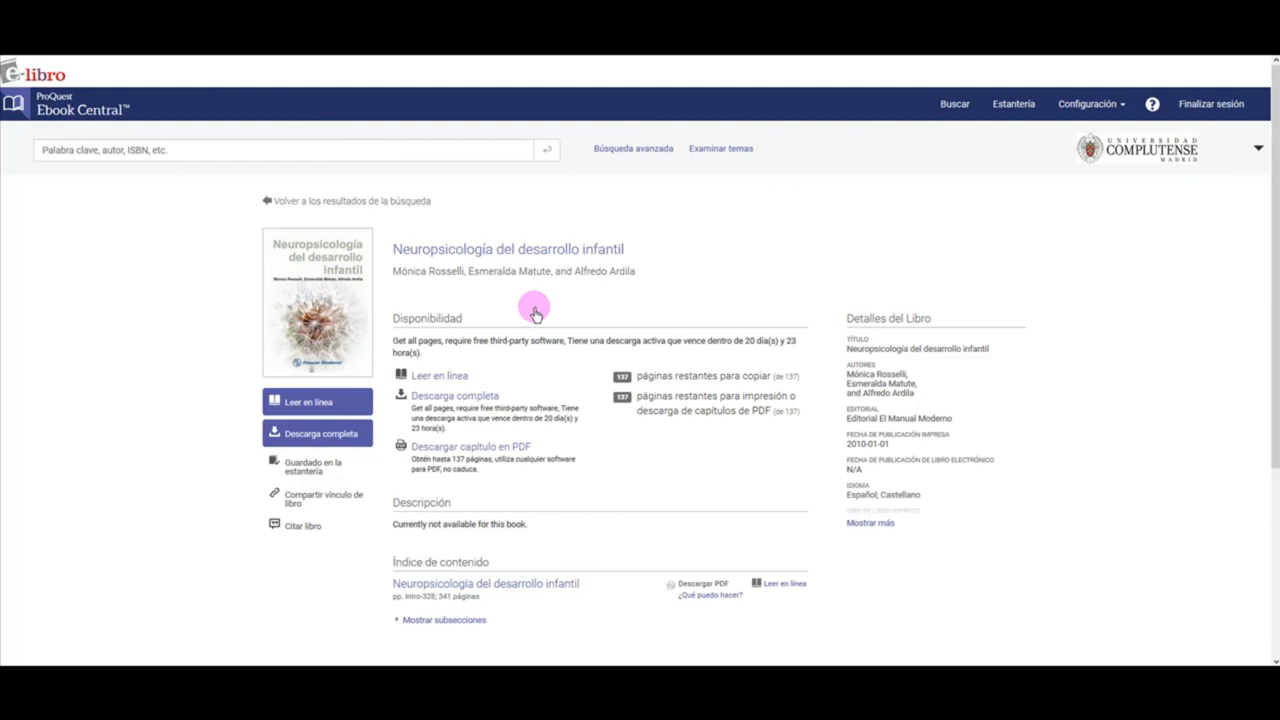 e-libro
ProQuest
Ebook Central™
Buscar
Estantería
Configuración
?
Finalizar sesión
Palabra clave, autor, ISBN, etc.
Búsqueda avanzada
Examinar temas
UNIVERSIDAD
COMPLUTENSE
MADRID
Volver a los resultados de la búsqueda
Neuropsicología
del desarrollo
infantil
Mónica Rosselli, Esmeralda Matute, Alfredo Ardila
Manual Moderno
Leer en línea
Descarga completa
Guardado en la
estantería
Compartir vínculo de
libro
Citar libro
Neuropsicología del desarrollo infantil
Mónica Rosselli, Esmeralda Matute, and Alfredo Ardila
Disponibilidad
Get all pages, require free third-party software, Tiene una descarga activa que vence dentro de 20 día(s) y 23
hora(s).
Leer en línea
Descarga completa
Get all pages, require free third-party software, Tiene
una descarga activa que vence dentro de 20 día(s) y
23 hora(s).
Descargar capítulo en PDF
Obtén hasta 137 páginas, utiliza cualquier software
para PDF, no caduca.
137 páginas restantes para copiar (de 137)
137 páginas restantes para impresión o
descarga de capítulos de PDF (de 137)
Descripción
Currently not available for this book.
Índice de contenido
Neuropsicología del desarrollo infantil
pp. Intro-328; 341 páginas
Descargar PDF
¿Qué puedo hacer?
Leer en línea
Mostrar subsecciones
Detalles del Libro
TÍTULO
Neuropsicología del desarrollo infantil
AUTORES
Mónica Rosselli,
Esmeralda Matute,
and Alfredo Ardila
EDITORIAL
Editorial El Manual Moderno
FECHA DE PUBLICACIÓN IMPRESA
2010-01-01
FECHA DE PUBLICACIÓN DE LIBRO ELECTRÓNICO
N/A
IDIOMA
Español; Castellano
Mostrar más